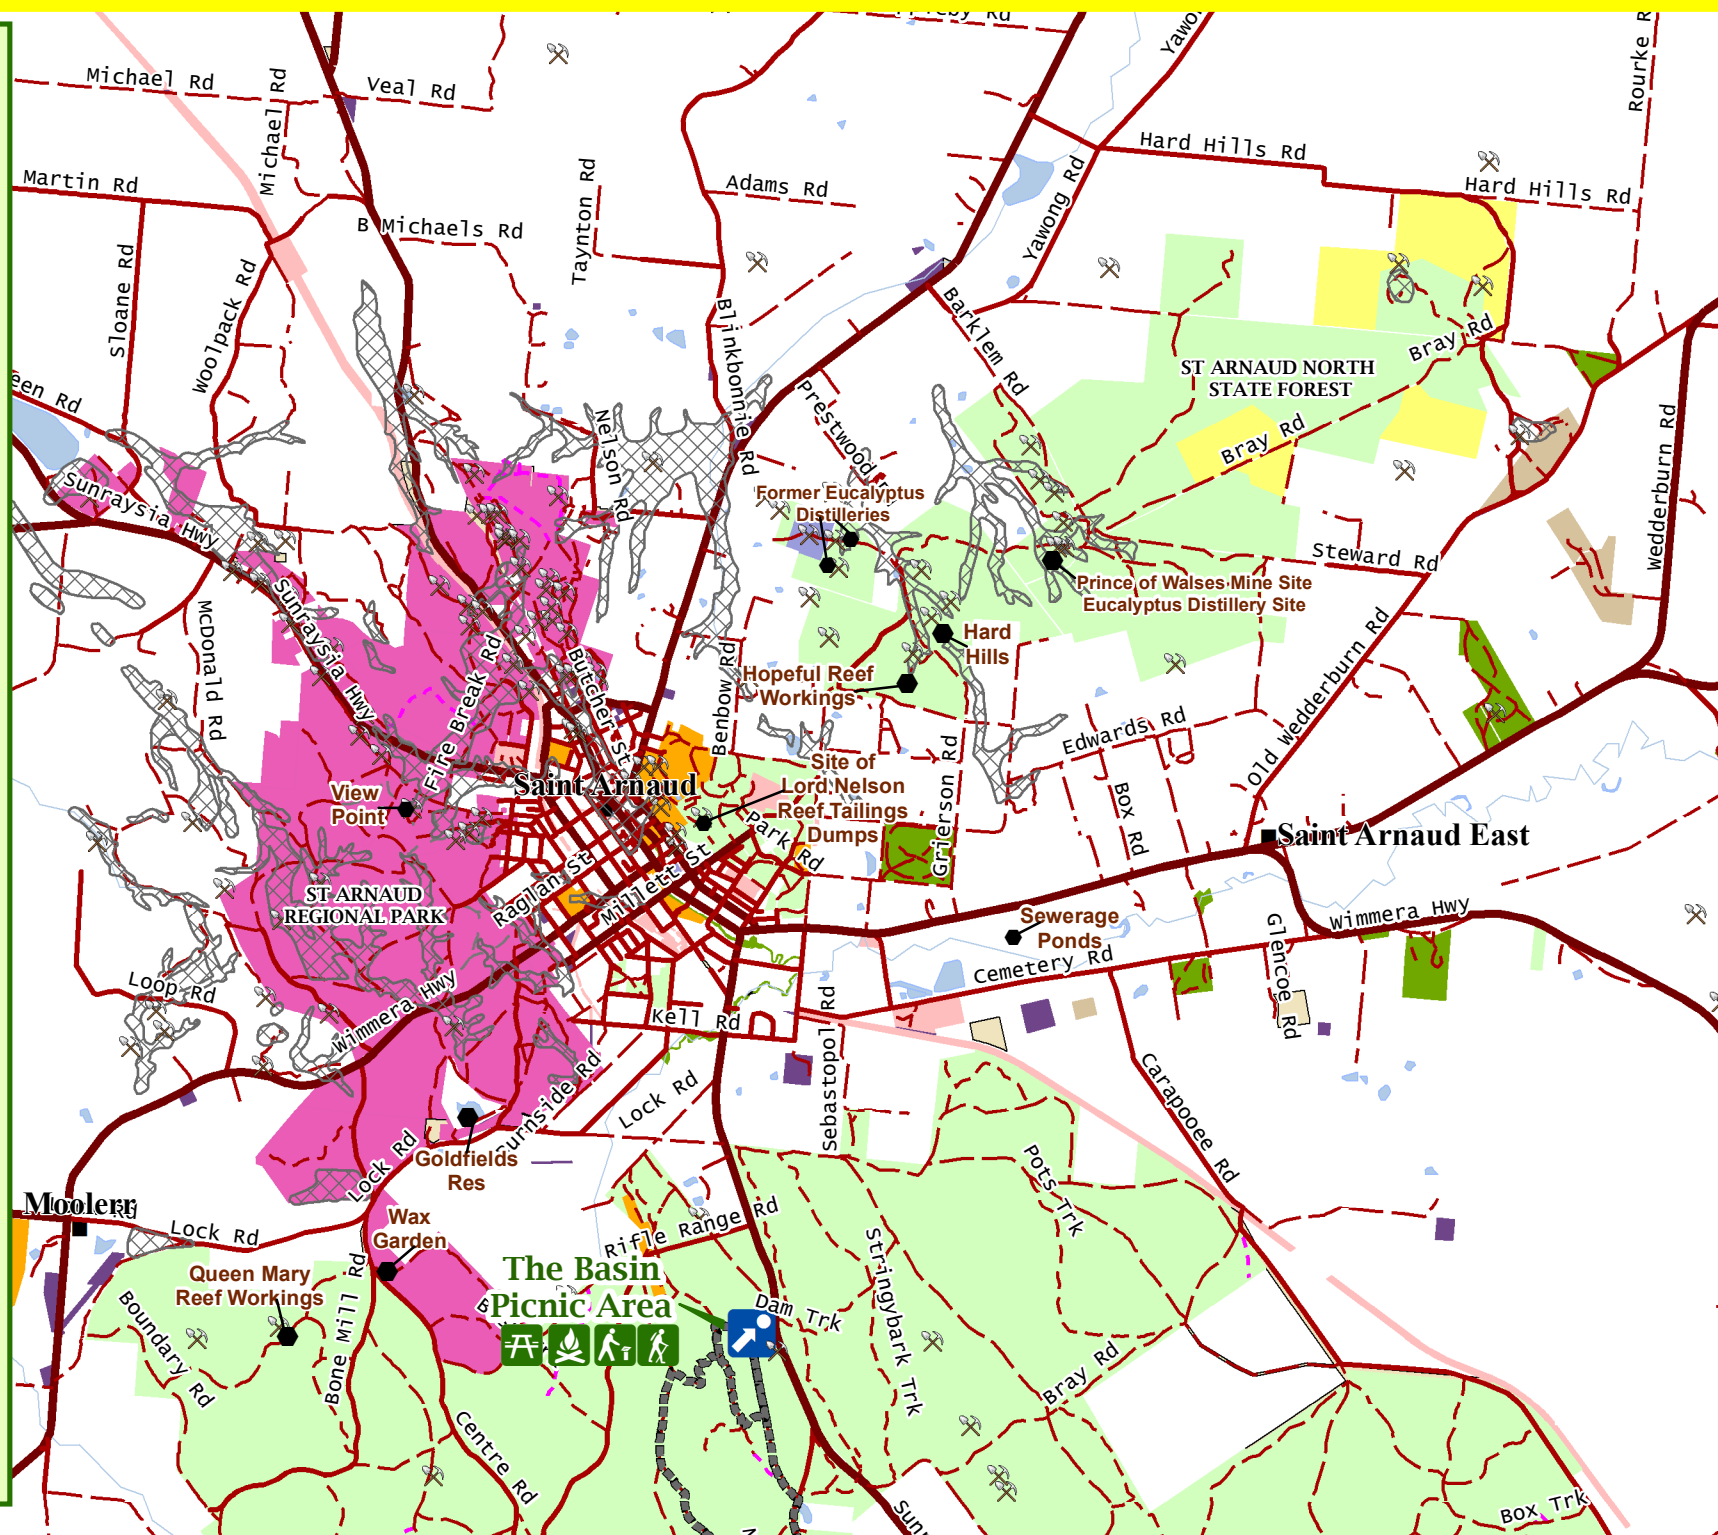 Michael Rd
Michael Rd
Veal Rd
Yawo
Rourke R
Hard Hills Rd
Hard Hills Rd
Martin Rd
Adams Rd
Taynton Rd
Yawong Rd
B Michaels Rd
Sloane Rd
Woolpack Rd
Blinkbonnie Rd
Barklem Rd
Bray Rd
ST ARNAUD NORTH
STATE FOREST
een Rd
Nelson Rd
Prestwood
Bray Rd
Wedderburn Rd
Sunraysia Hwy
Former Eucalyptus
Distilleries
Steward Rd
Prince of Walses Mine Site
Eucalyptus Distillery Site
Sunraysia Hwy
McDonald Rd
Fire Break Rd
Butcher St
Benbow Rd
Hard
Hills
Hopeful Reef
Workings
Old Wedderburn Rd
Edwards Rd
Box Rd
Grierson Rd
View
Point
Saint Arnaud
Site of
Lord Nelson
Reef Tailings
Dumps
Park Rd
Saint Arnaud East
ST ARNAUD
REGIONAL PARK
Raglan St
Millett St
Sewerage
Ponds
Wimmera Hwy
Cemetery Rd
Glencoe Rd
Loop Rd
Wimmera Hwy
Kell Rd
Sebastopol Rd
Lock Rd
Burnside Rd
Carapooee Rd
Goldfields
Res
Lock Rd
Pots Trk
Moolerr
Lock Rd
Wax
Garden
Rifle Range Rd
Stringybark Trk
Queen Mary
Reef Workings
Boundary Rd
Bone Mill Rd
The Basin
Picnic Area
Dam Trk
Bray Rd
Centre Rd
Box Trk
Sunr